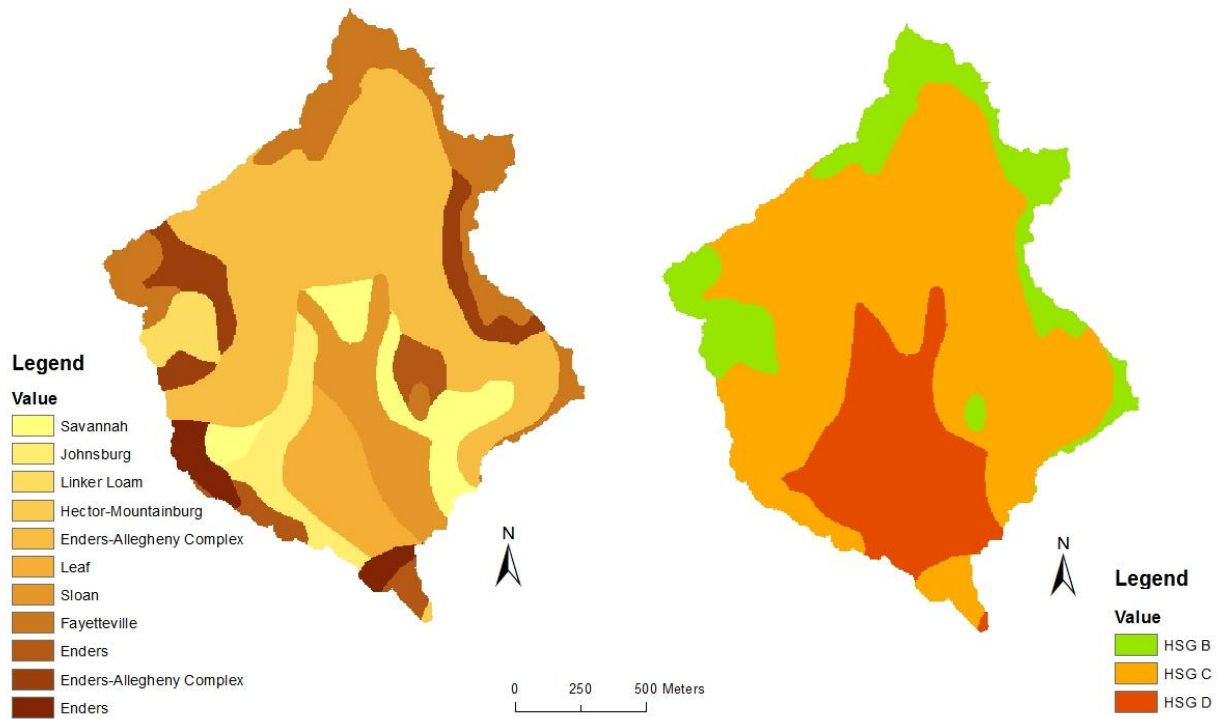 Legend
Value
Savannah
Johnsburg
Linker Loam
Hector-Mountainburg
Enders-Allegheny Complex
Leaf
Sloan
Fayetteville
Enders
Enders-Allegheny Complex
Enders
N
0 250 500 Meters
N
Legend
Value
HSG B
HSG C
HSG D